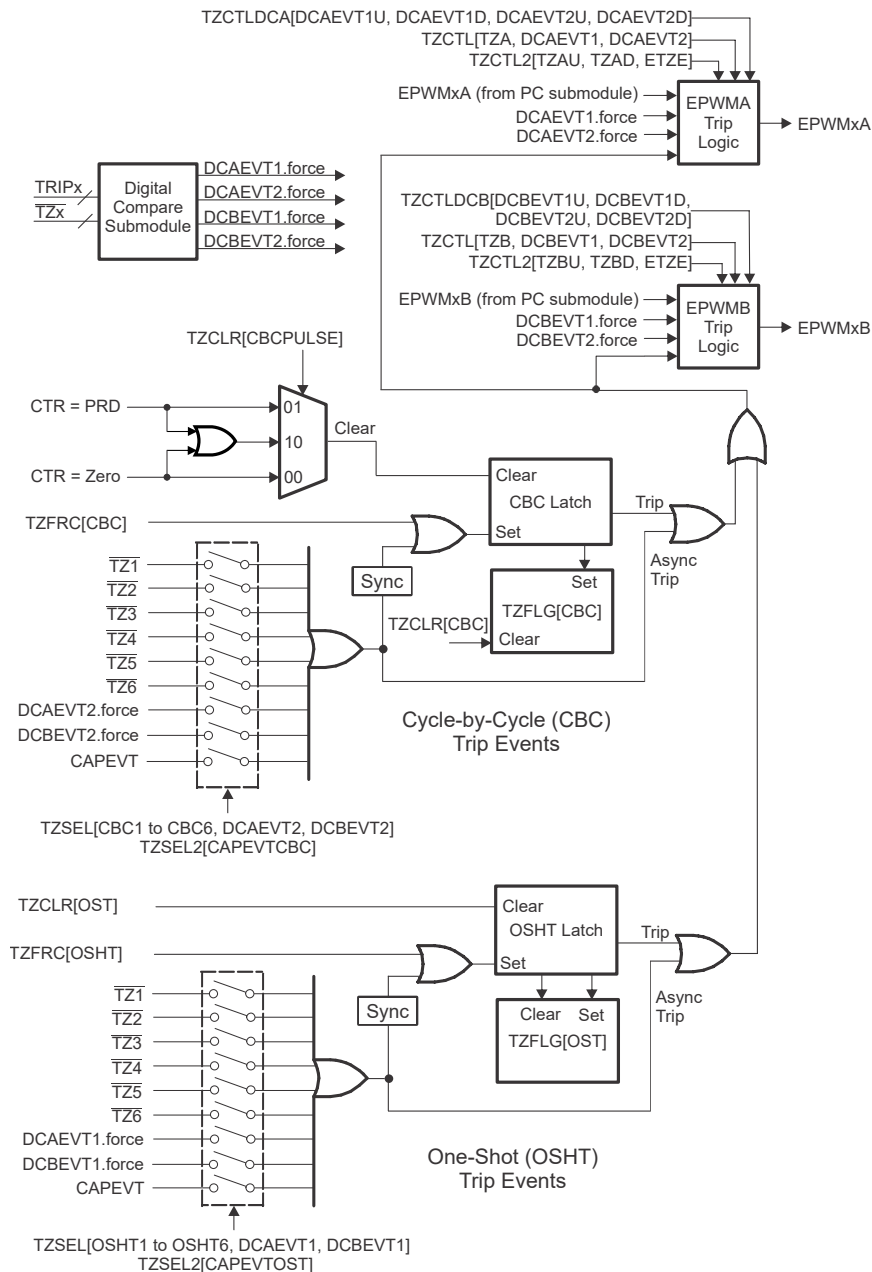 TZCTLDCA[DCAEVT1U, DCAEVT1D, DCAEVT2U, DCAEVT2D]
TZCTL[TZA, DCAEVT1, DCAEVT2]
TZCTL2[TZAU, TZAD, ETZE]
EPWMxA (from PC submodule)
DCAEVT1.force
DCAEVT2.force
EPWMA
Trip
Logic
EPWMxA
TRIPx
TZx
Digital
Compare
Submodule
DCAEVT1.force
DCAEVT2.force
DCBEVT1.force
DCBEVT2.force
TZCTLDCB[DCBEVT1U, DCBEVT1D,
DCBEVT2U, DCBEVT2D]
TZCTL[TZB, DCBEVT1, DCBEVT2]
TZCTL2[TZBU, TZBD, ETZE]
EPWMxB (from PC submodule)
DCBEVT1.force
DCBEVT2.force
EPWMB
Trip
Logic
EPWMxB
TZCLR[CBCPULSE]
CTR = PRD
CTR = Zero
01
10
00
Clear
Clear
CBC Latch
Set
Trip
TZFRC[CBC]
Sync
Async
Trip
Set
TZFLG[CBC]
Clear
TZCLR[CBC]
TZ1
TZ2
TZ3
TZ4
TZ5
TZ6
DCAEVT2.force
DCBEVT2.force
CAPEVT
Cycle-by-Cycle (CBC)
Trip Events
TZSEL[CBC1 to CBC6, DCAEVT2, DCBEVT2]
TZSEL2[CAPEVTCBC]
TZCLR[OST]
Clear
OSHT Latch
Set
Trip
TZFRC[OSHT]
Sync
Async
Trip
Clear Set
TZFLG[OST]
TZ1
TZ2
TZ3
TZ4
TZ5
TZ6
DCAEVT1.force
DCBEVT1.force
CAPEVT
One-Shot (OSHT)
Trip Events
TZSEL[OSHT1 to OSHT6, DCAEVT1, DCBEVT1]
TZSEL2[CAPEVTOST]